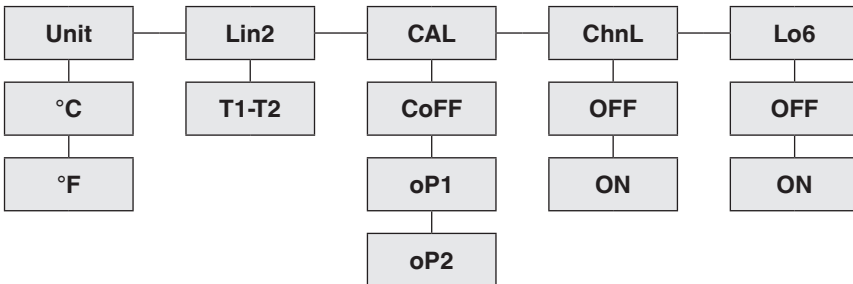 Unit Lin2 CAL ChnL Lo6
°C T1-T2 CoFF OFF OFF
°F oP1 ON ON
oP2